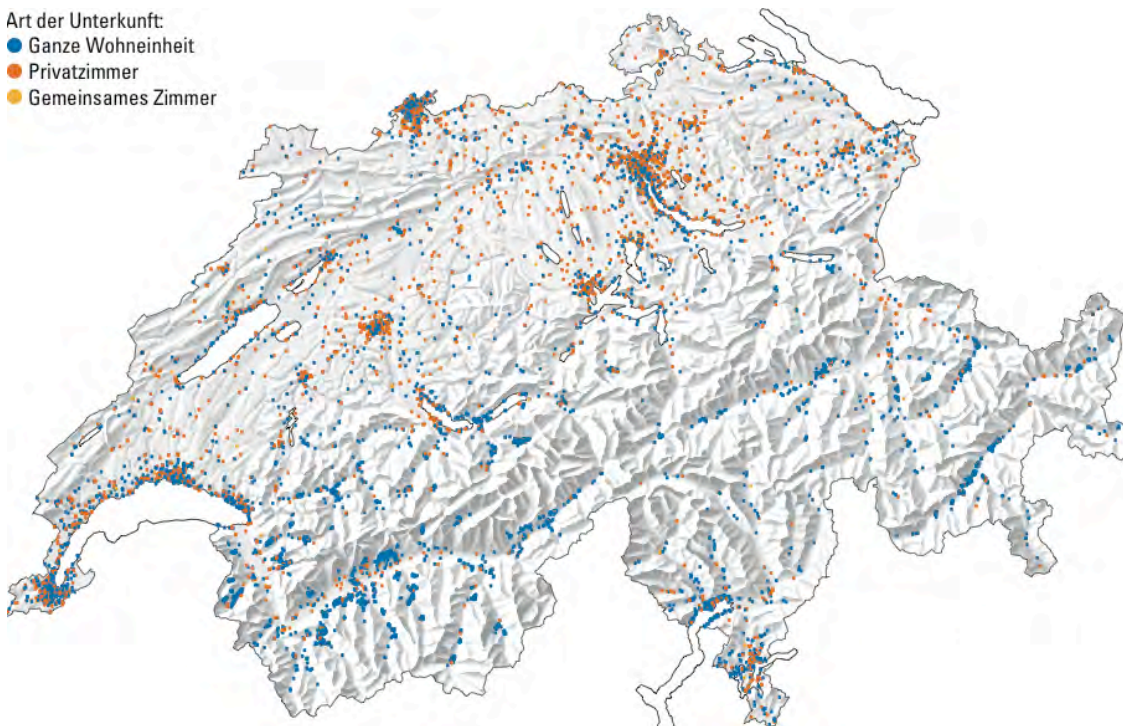 Art der Unterkunft:
Ganze Wohneinheit
Privatzimmer
Gemeinsames Zimmer